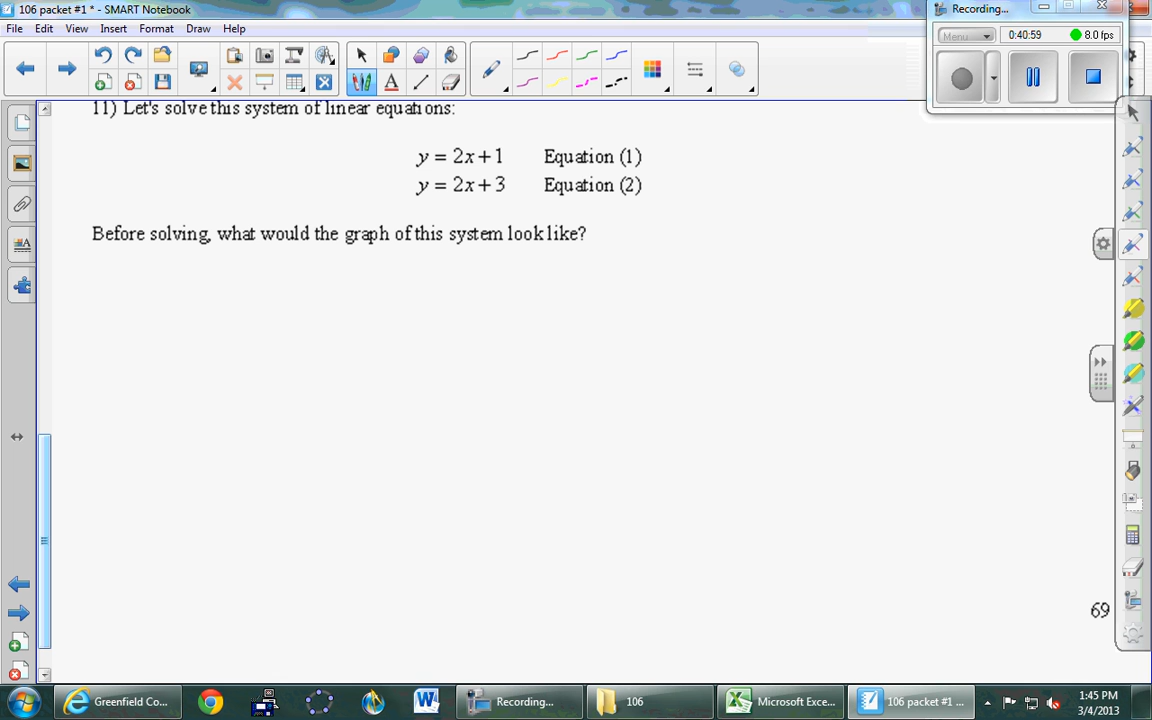 106 packet #1 * - SMART Notebook
Recording...
File Edit View Insert Format Draw Help
Menu
0:40:59
8.0 fps
11) Let's solve this system of linear equations:
y = 2x+1 Equation (1)
y = 2x+3 Equation (2)
Before solving, what would the graph of this system look like?
69
Greenfield Co...
Recording...
106
Microsoft Exce...
106 packet #1 ...
1:45 PM
3/4/2013